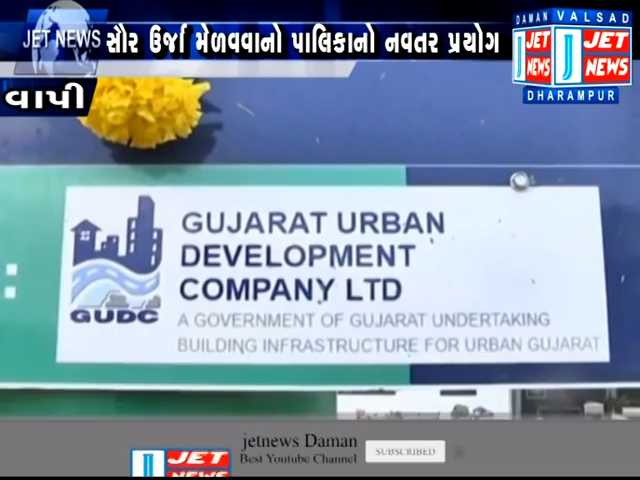 JET NEWS સૌર ઉર્જા મેળવવાનો પાલિકાનો નવતર પ્રયોગ
DAMAN VALSAD
JET NEWS J JET NEWS
DHARAMPUR
વાપી
GUJARAT URBAN
DEVELOPMENT
COMPANY LTD
GUDC
A GOVERNMENT OF GUJARAT UNDERTAKING
BUILDING INFRASTRUCTURE FOR URBAN GUJARAT
jetnews Daman
Best Youtube Channel
SUBSCRIBED
J JET
NEWS